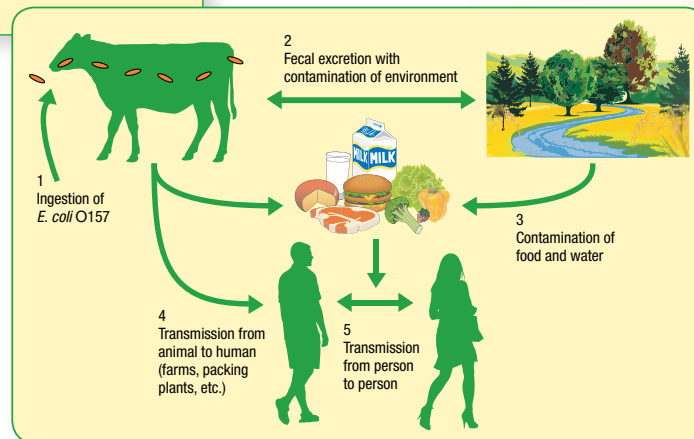 2
Fecal excretion with
contamination of environment
1
Ingestion of
E. coli O157
MILK MILK
3
Contamination of
food and water
4
Transmission from
animal to human
(farms, packing
plants, etc.)
5
Transmission
from person
to person